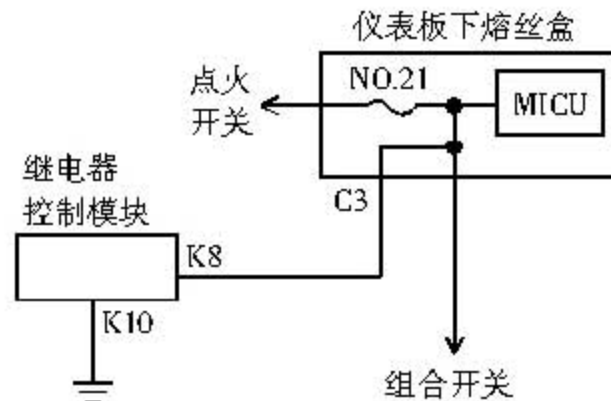 仪表板下熔丝盒
点火
开关
NO.21
MICU
继电器
控制模块
C3
K8
K10
组合开关